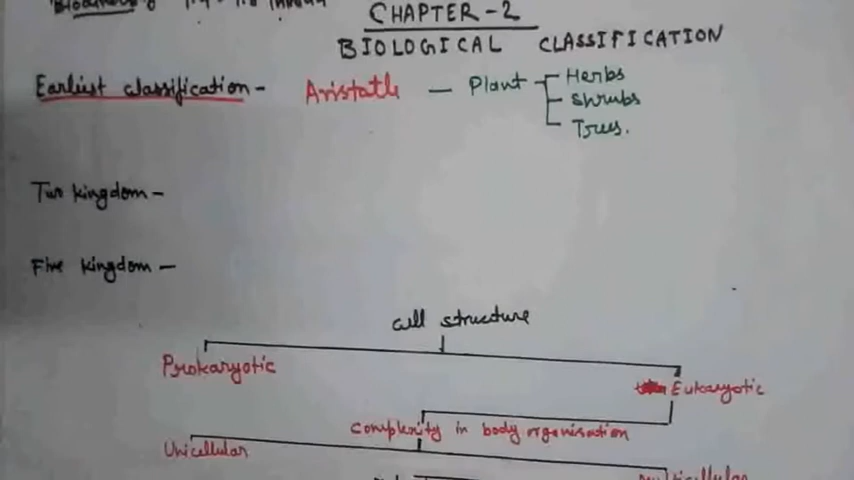 CHAPTER-2
BIOLOGICAL CLASSIFICATION
Earliest classification - Aristotle - Plant
Herbs
Shrubs
Trees.
Two kingdom -
Five kingdom -
cell structure
Prokaryotic
Eukaryotic
Complexity in body organisation
Unicellular
Multicellular